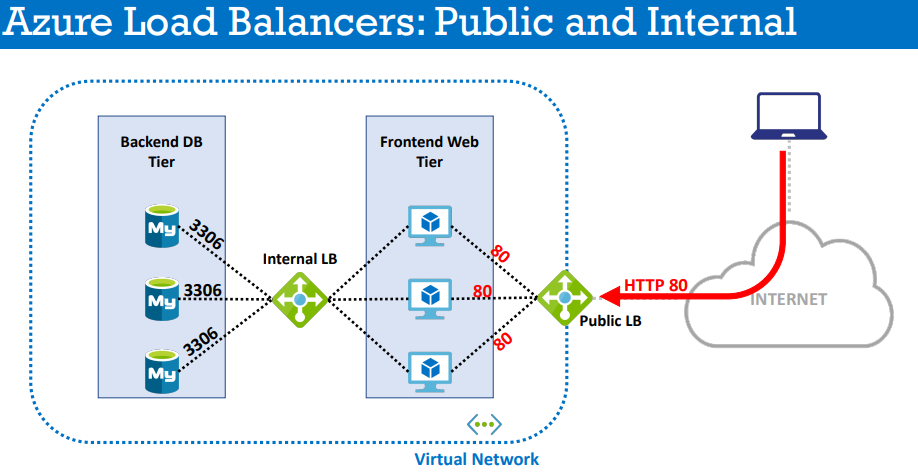 Azure Load Balancers: Public and Internal
Backend DB
Tier
My
3306
My
3306
My
3306
Internal LB
Frontend Web
Tier
80
80
80
Public LB
HTTP 80
INTERNET
Virtual Network